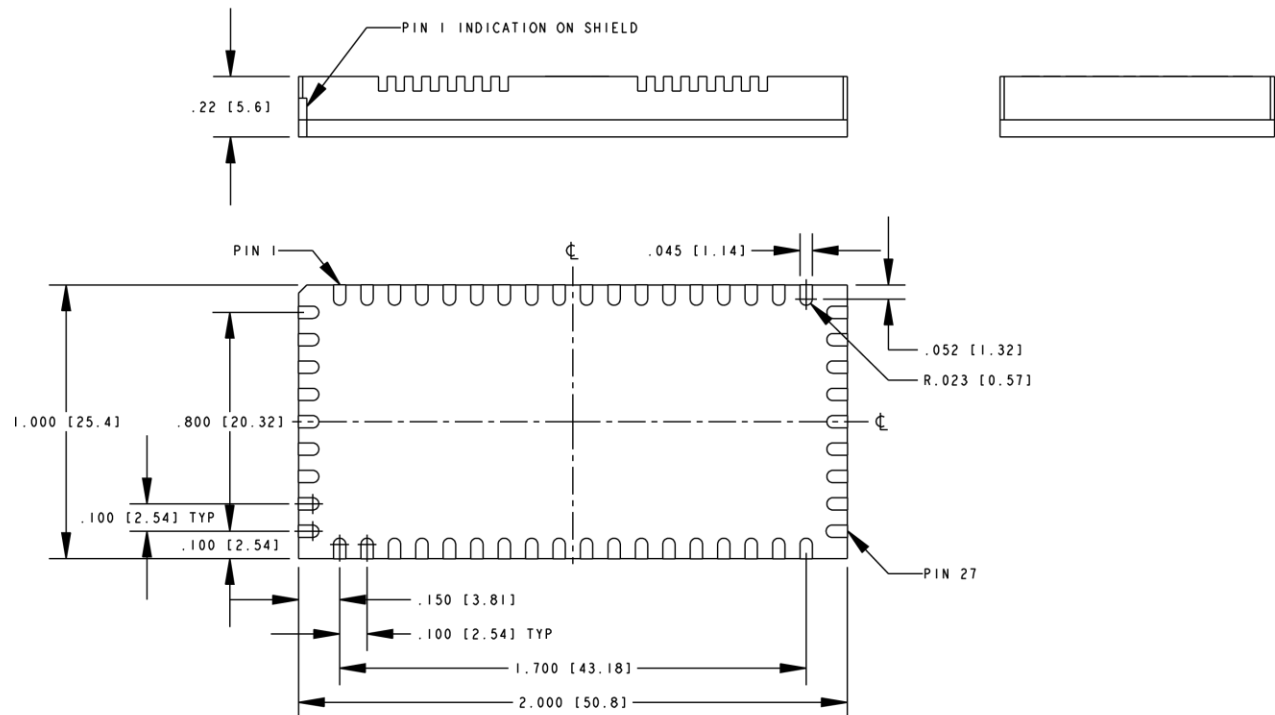 PIN 1 INDICATION ON SHIELD
.22 [5.6]
PIN 1
℄
.045 [1.14]
.052 [1.32]
R.023 [0.57]
1.000 [25.4]
.800 [20.32]
℄
.100 [2.54] TYP
.100 [2.54]
PIN 27
.150 [3.81]
.100 [2.54] TYP
1.700 [43.18]
2.000 [50.8]